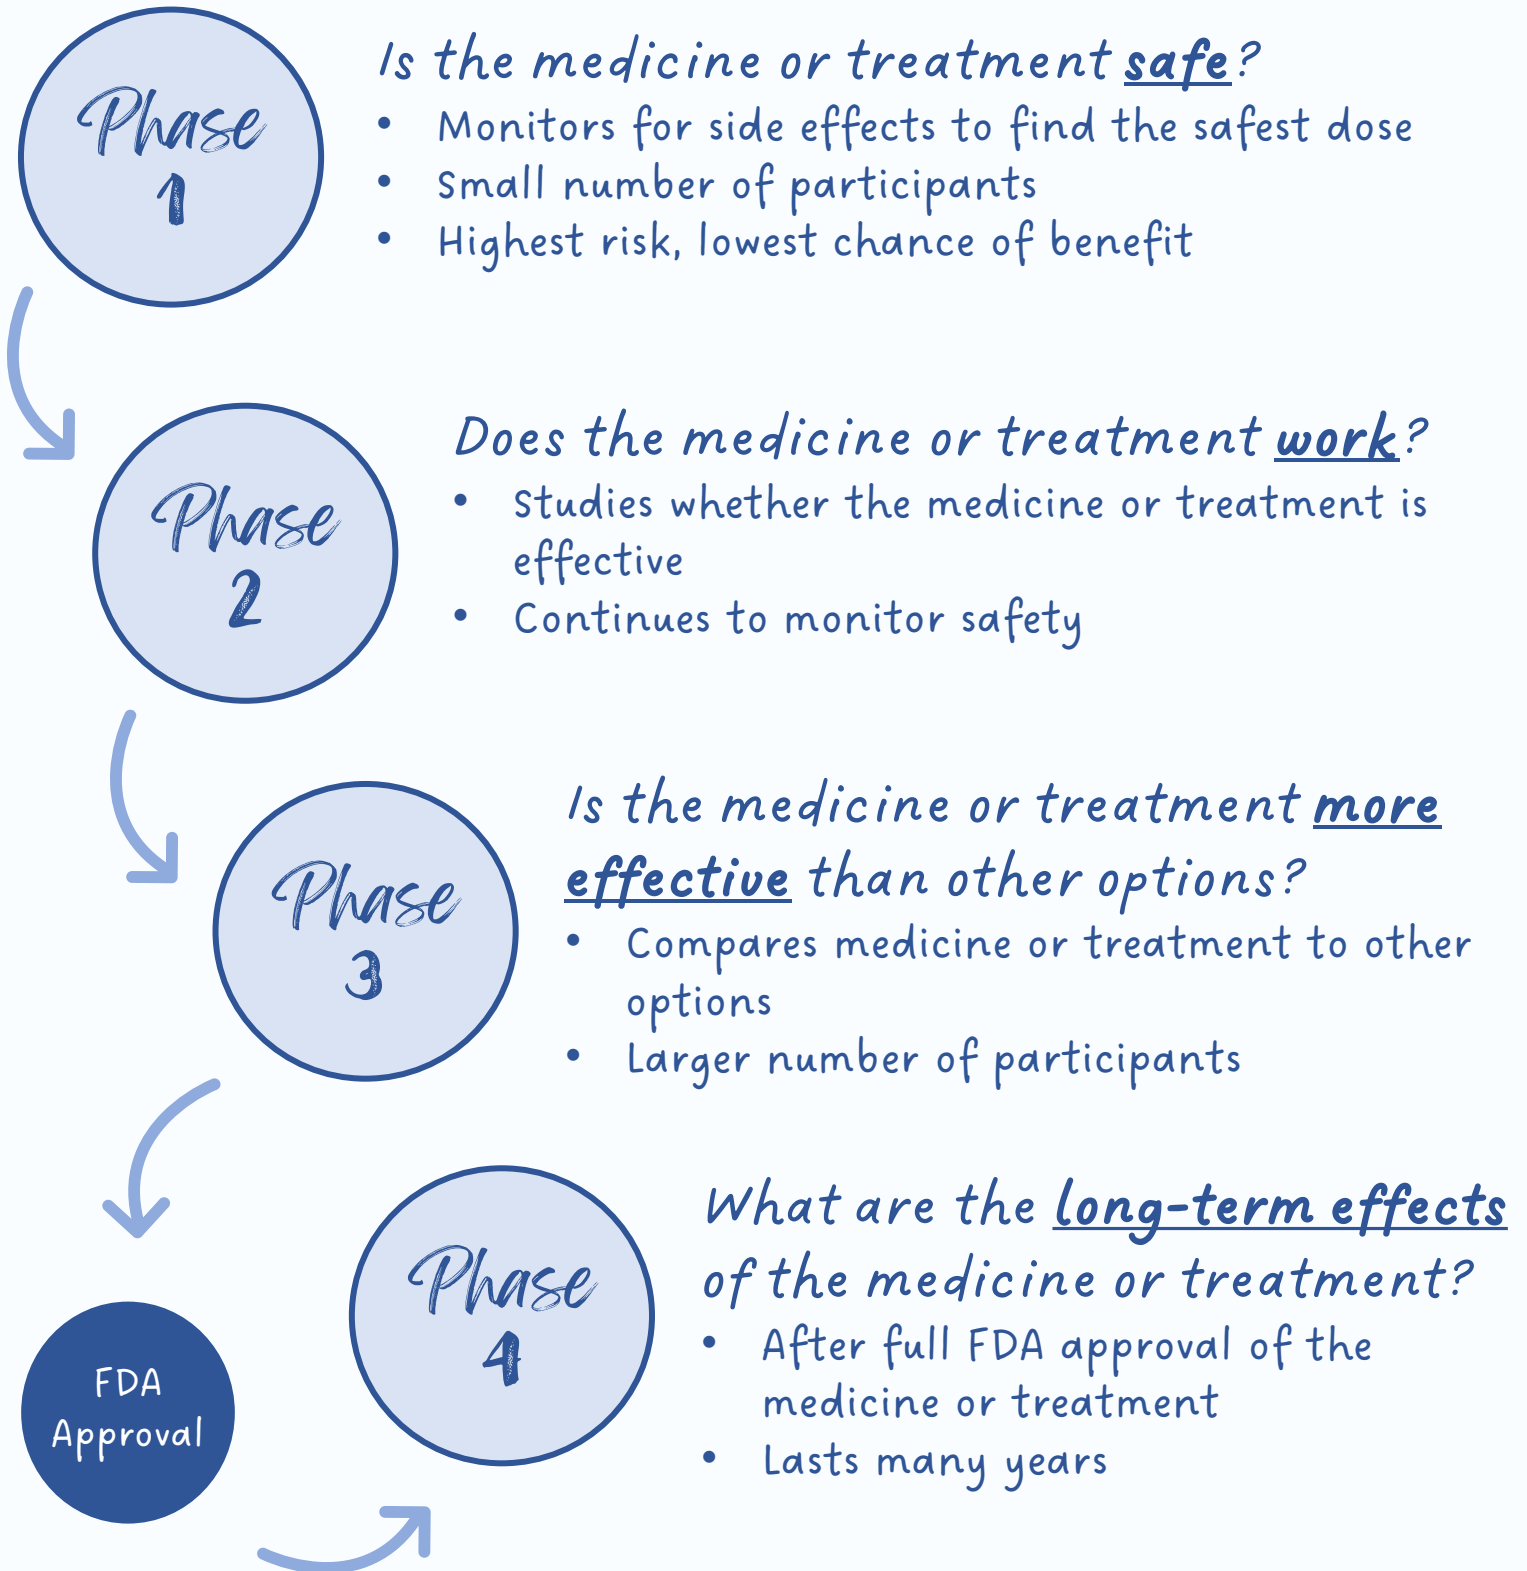 Phase
1
Is the medicine or treatment safe?
• Monitors for side effects to find the safest dose
• Small number of participants
• Highest risk, lowest chance of benefit
Phase
2
Does the medicine or treatment work?
• Studies whether the medicine or treatment is
effective
• Continues to monitor safety
Phase
3
Is the medicine or treatment more
effective than other options?
• Compares medicine or treatment to other
options
• Larger number of participants
FDA
Approval
Phase
4
What are the long-term effects
of the medicine or treatment?
• After full FDA approval of the
medicine or treatment
• Lasts many years